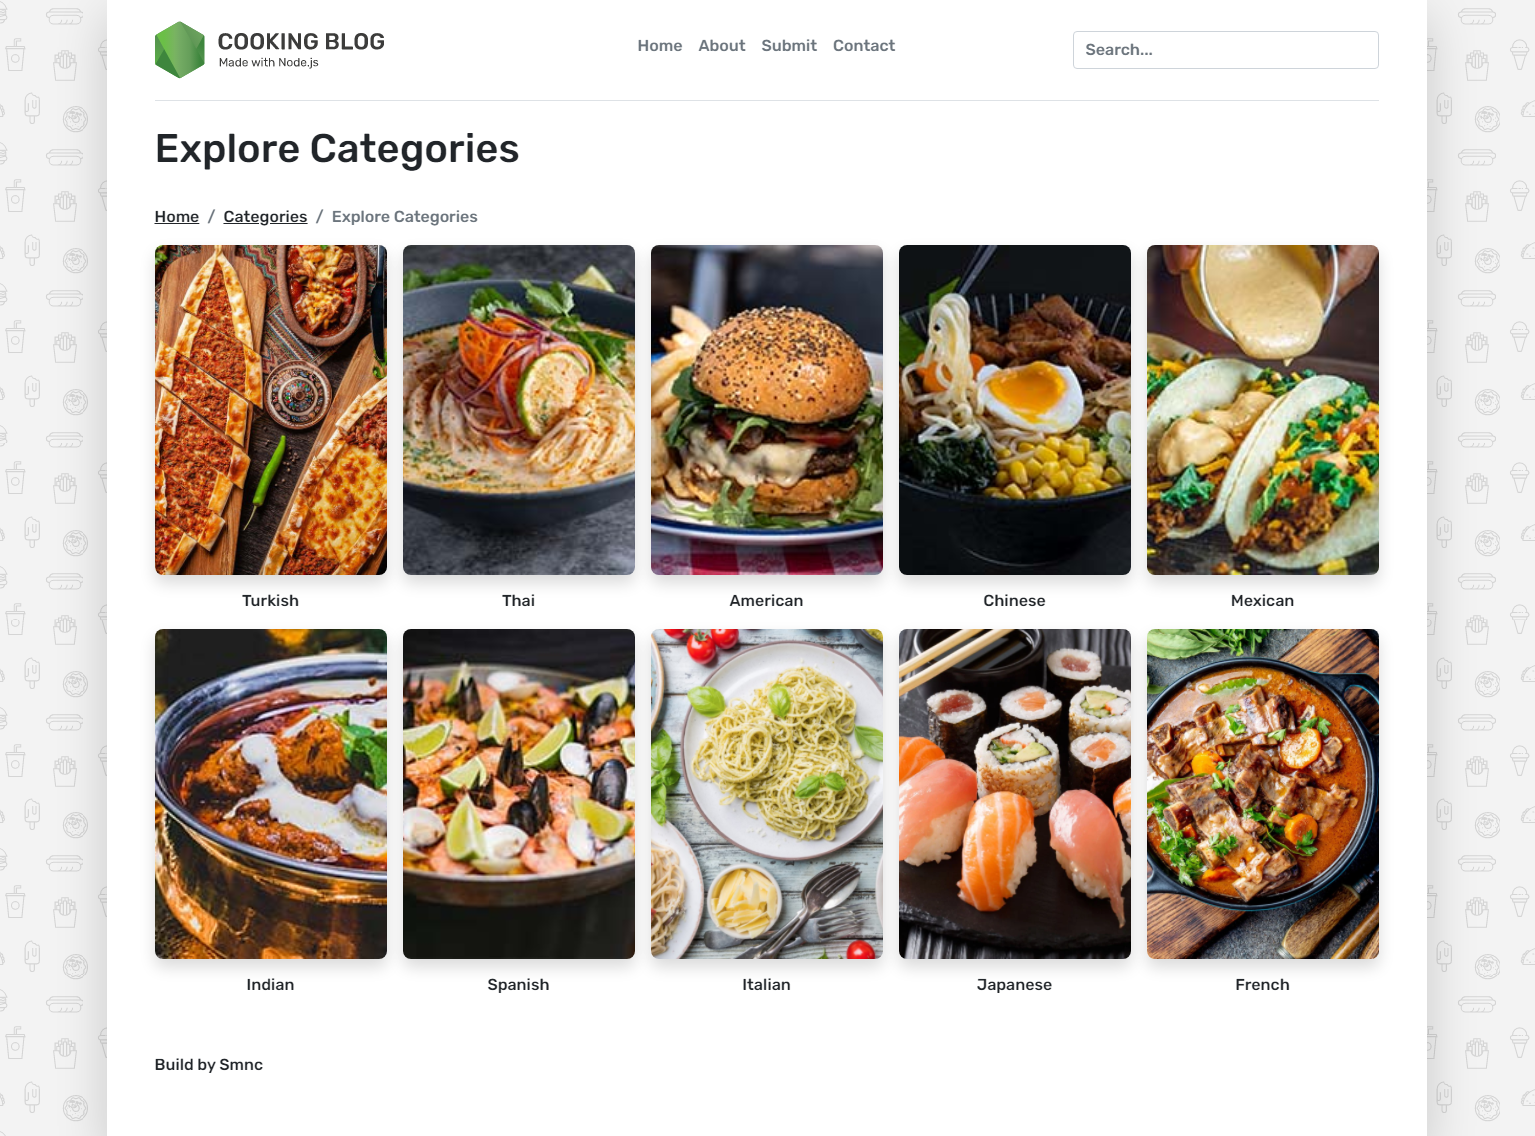 COOKING BLOG
Made with Node.js
Home About Submit Contact
Search...
Explore Categories
Home / Categories / Explore Categories
Turkish
Thai
American
Chinese
Mexican
Indian
Spanish
Italian
Japanese
French
Build by Smnc